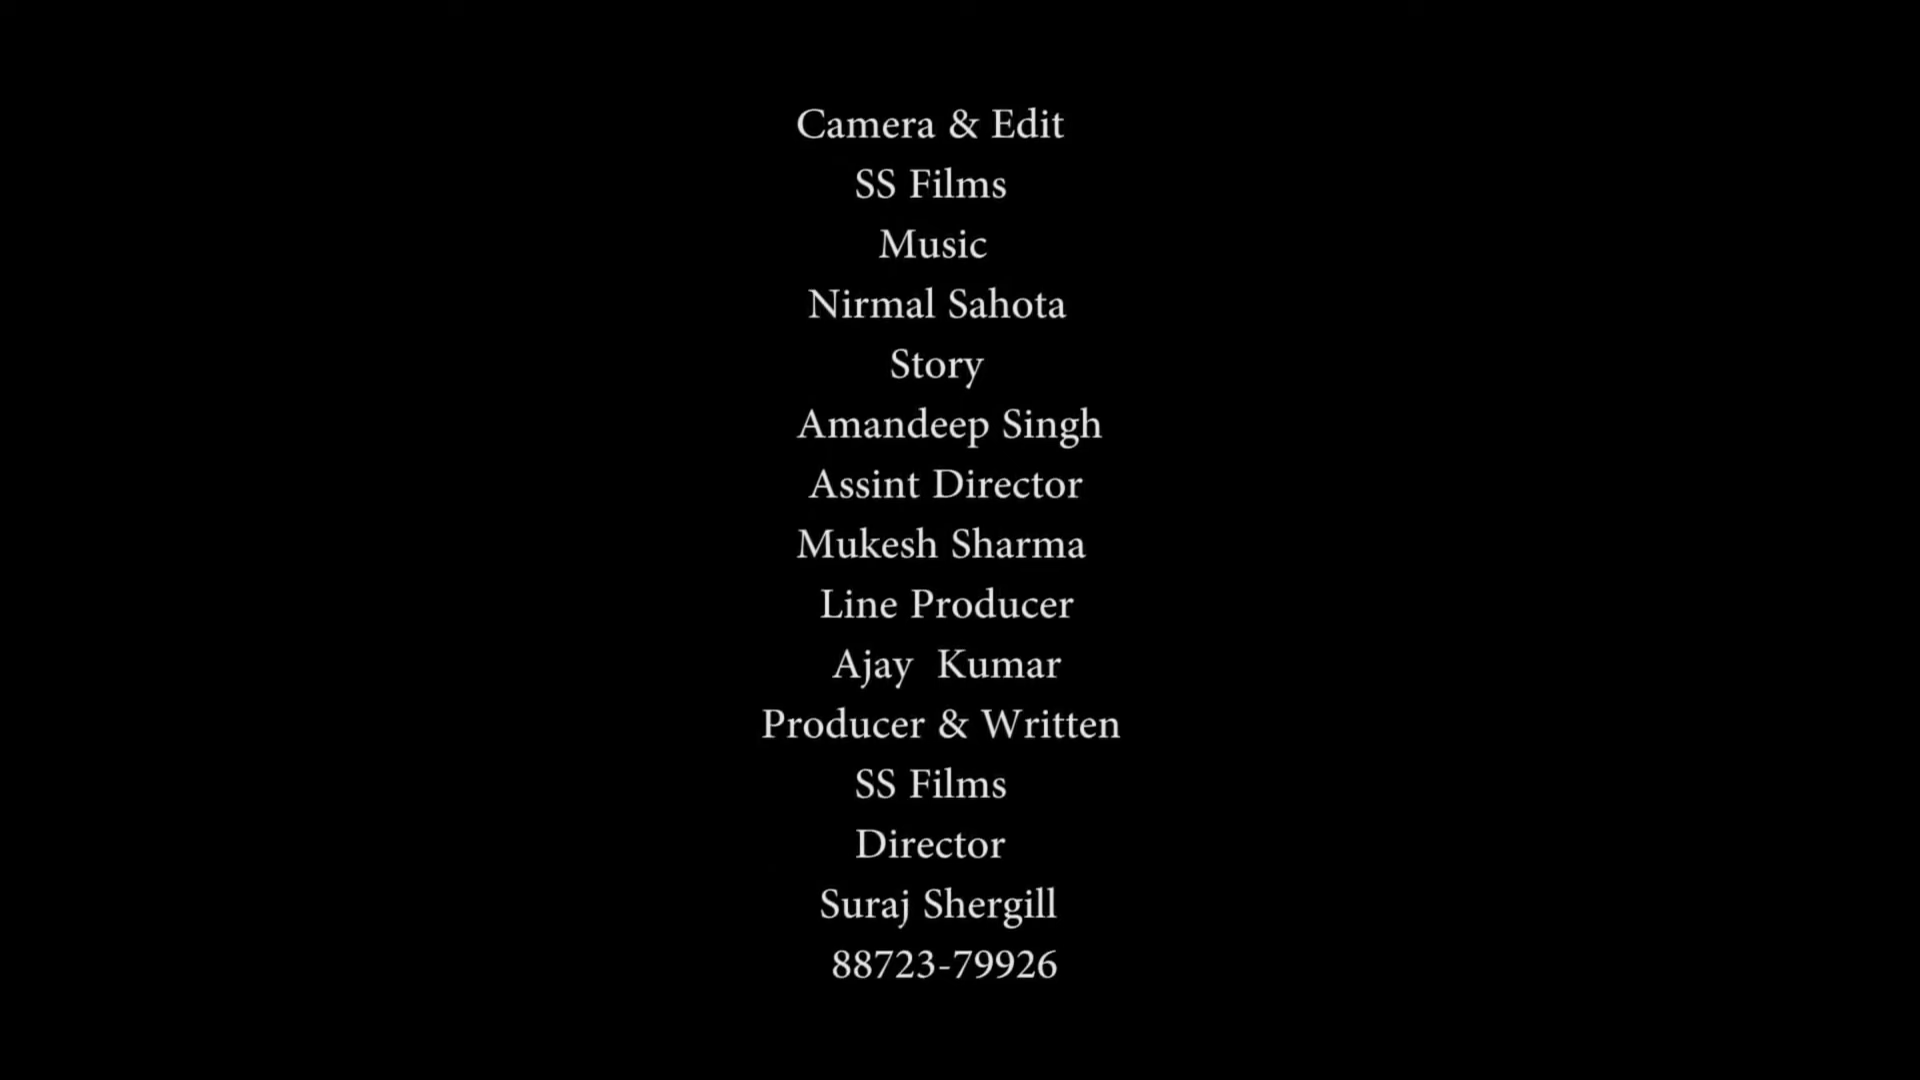 Camera & Edit
SS Films
Music
Nirmal Sahota
Story
Amandeep Singh
Assint Director
Mukesh Sharma
Line Producer
Ajay  Kumar
Producer & Written
SS Films
Director
Suraj Shergill
88723-79926